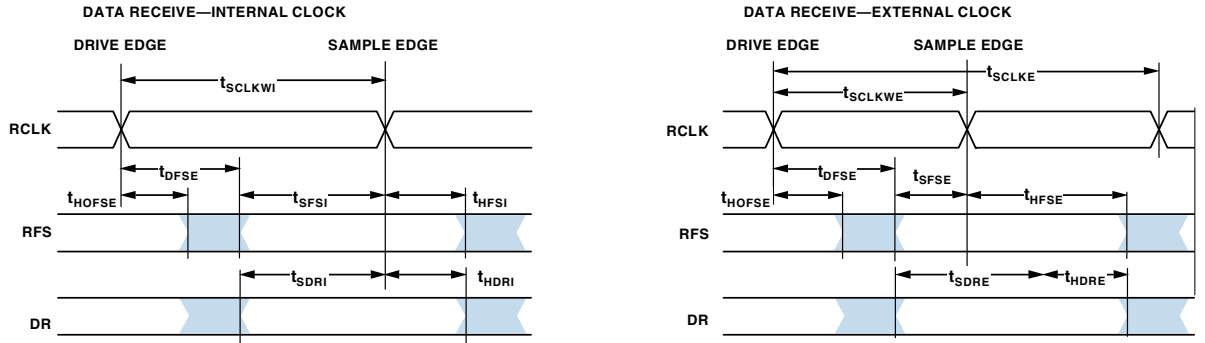 DATA RECEIVE—INTERNAL CLOCK
DRIVE EDGE SAMPLE EDGE
tSCLKWI
RCLK
tDFSE
tHOFSE tSFSI tHFSI
RFS
tSDRI tHDRI
DR
DATA RECEIVE—EXTERNAL CLOCK
DRIVE EDGE SAMPLE EDGE
tSCLKE
tSCLKWE
RCLK
tDFSE
tSFSE
tHOFSE tHFSE
RFS
tSDRE tHDRE
DR